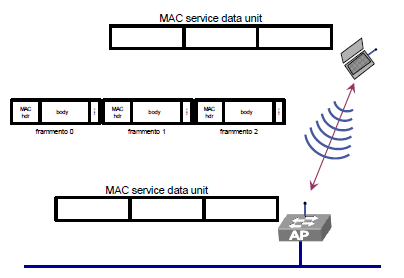 MAC service data unit
MAC hdr body MAC hdr body MAC hdr body
frammento 0 frammento 1 frammento 2
MAC service data unit
AP